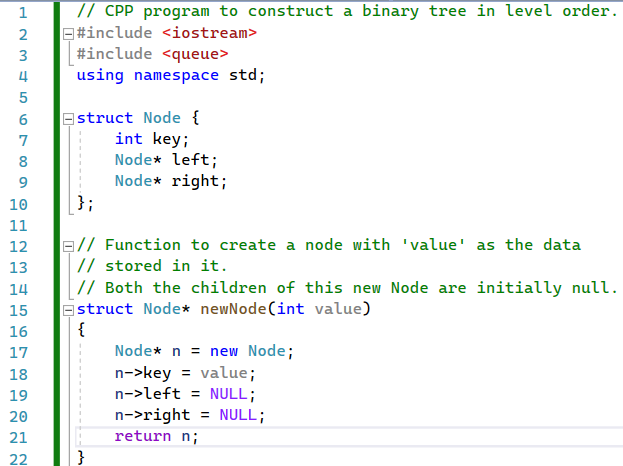 1 // CPP program to construct a binary tree in level order.
2 #include <iostream>
3 #include <queue>
4 using namespace std;
5
6 struct Node {
7 int key;
8 Node* left;
9 Node* right;
10 };
11
12 // Function to create a node with 'value' as the data
13 // stored in it.
14 // Both the children of this new Node are initially null.
15 struct Node* newNode(int value)
16 {
17 Node* n = new Node;
18 n->key = value;
19 n->left = NULL;
20 n->right = NULL;
21 return n;
22 }